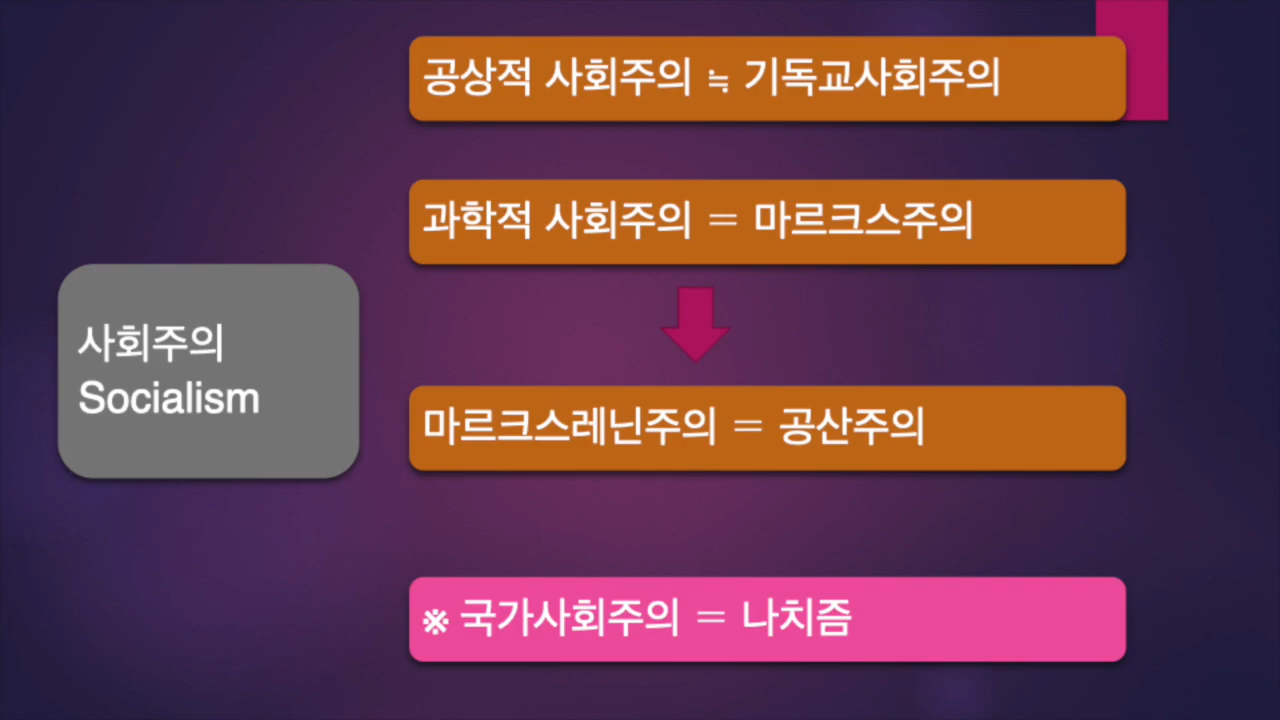 공상적 사회주의 ≒ 기독교사회주의
과학적 사회주의 = 마르크스주의
사회주의
Socialism
마르크스레닌주의 = 공산주의
※ 국가사회주의 = 나치즘